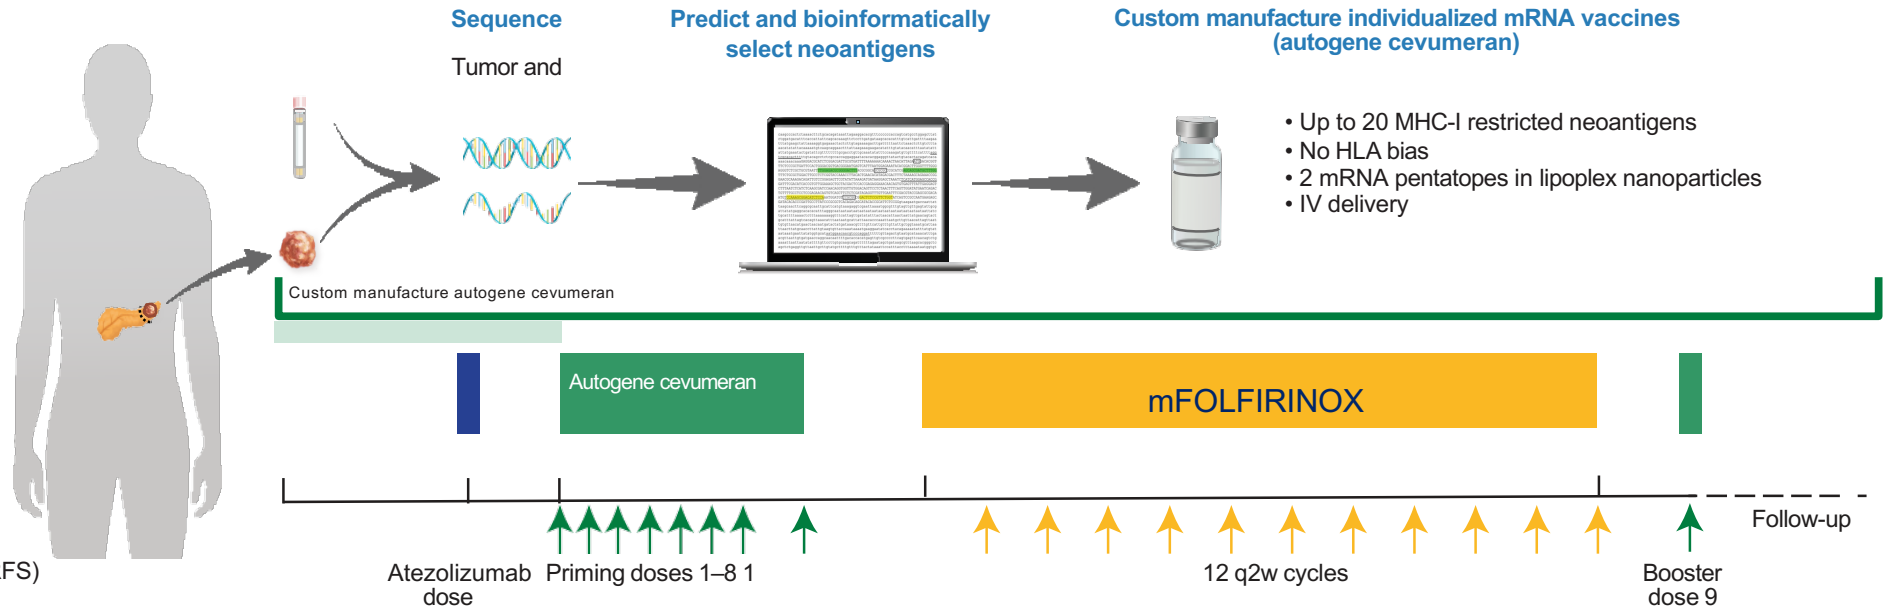 Sequence
Predict and bioinformatically
select neoantigens
Custom manufacture individualized mRNA vaccines
(autogene cevumeran)
Tumor and
• Up to 20 MHC-I restricted neoantigens
• No HLA bias
• 2 mRNA pentatopes in lipoplex nanoparticles
• IV delivery
Custom manufacture autogene cevumeran
Autogene cevumeran
mFOLFIRINOX
Follow-up
FS)
Atezolizumab
dose
Priming doses 1–8 1
12 q2w cycles
Booster
dose 9